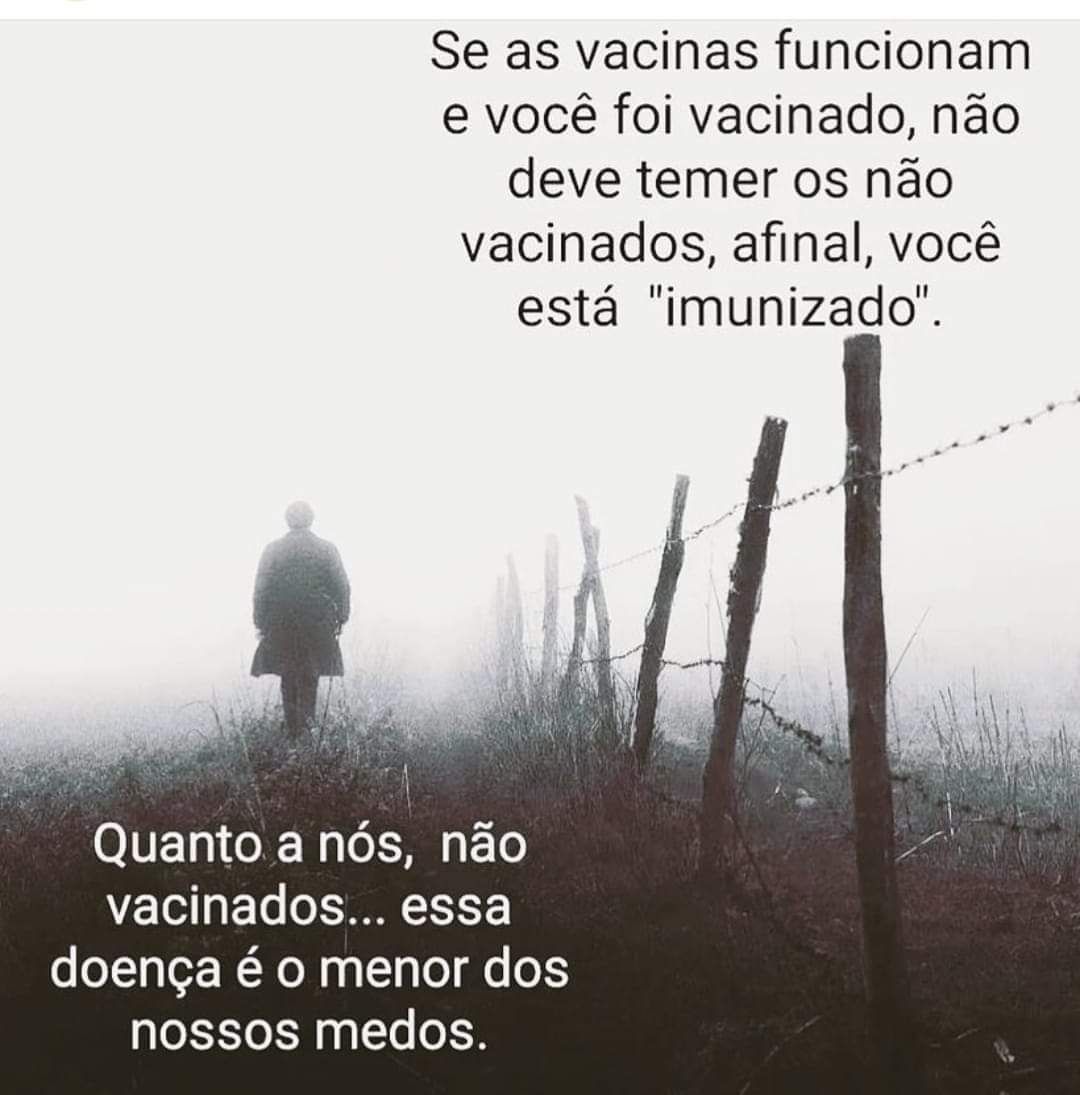 Se as vacinas funcionam
e você foi vacinado, não
deve temer os não
vacinados, afinal, você
está "imunizado".
Quanto a nós, não
vacinados... essa
doença é o menor dos
nossos medos.